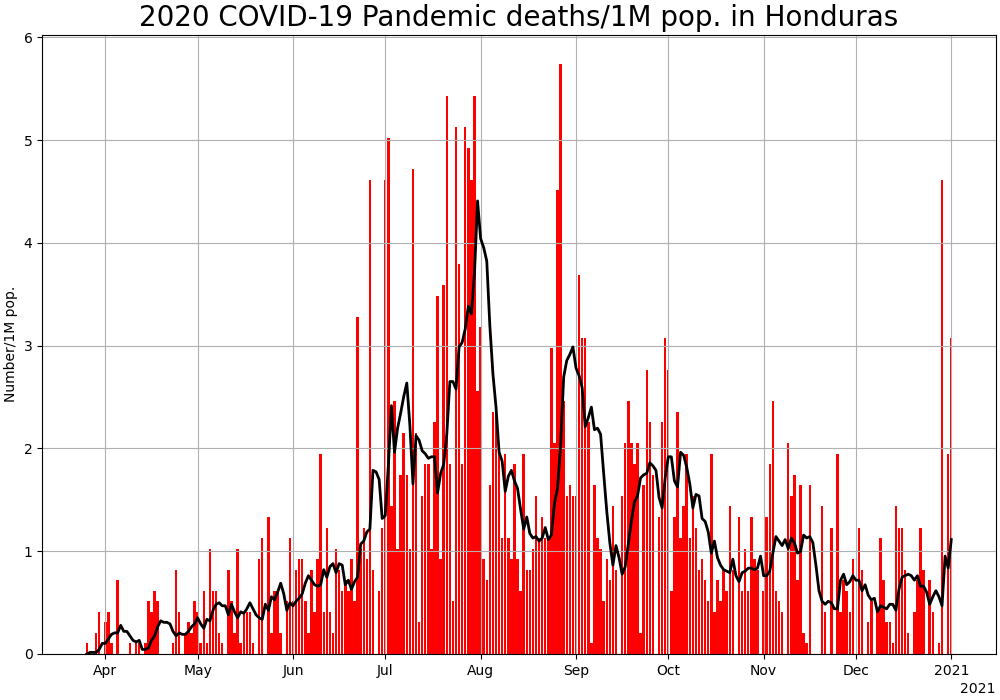 2020 COVID-19 Pandemic deaths/1M pop. in Honduras
Number/1M pop.
6
5
4
3
2
1
0
Apr May Jun Jul Aug Sep Oct Nov Dec 2021
2021